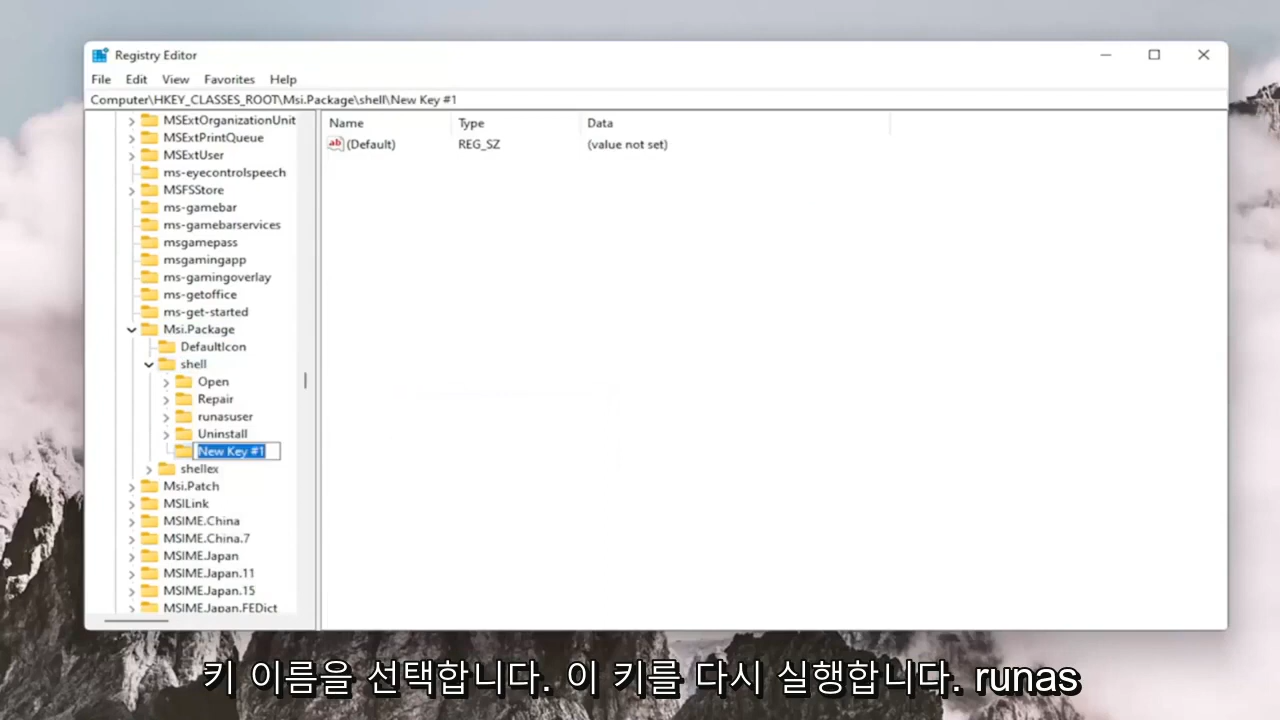 Registry Editor
File Edit View Favorites Help
Computer\HKEY_CLASSES_ROOT\Msi.Package\shell\New Key #1
MSExtOrganizationUnit
MSExtPrintQueue
MSExtUser
ms-eyecontrolspeech
MSFSStore
ms-gamebar
ms-gamebarservices
msgamepass
msgamingapp
ms-gamingoverlay
ms-getoffice
ms-get-started
Msi.Package
DefaultIcon
shell
Open
Repair
runasuser
Uninstall
New Key #1
shellex
Msi.Patch
MSILink
MSIME.China
MSIME.China.7
MSIME.Japan
MSIME.Japan.11
MSIME.Japan.15
MSIME.Japan.FEDict
Name Type Data
ab (Default) REG_SZ (value not set)
키 이름을 선택합니다. 이 키를 다시 실행합니다. runas